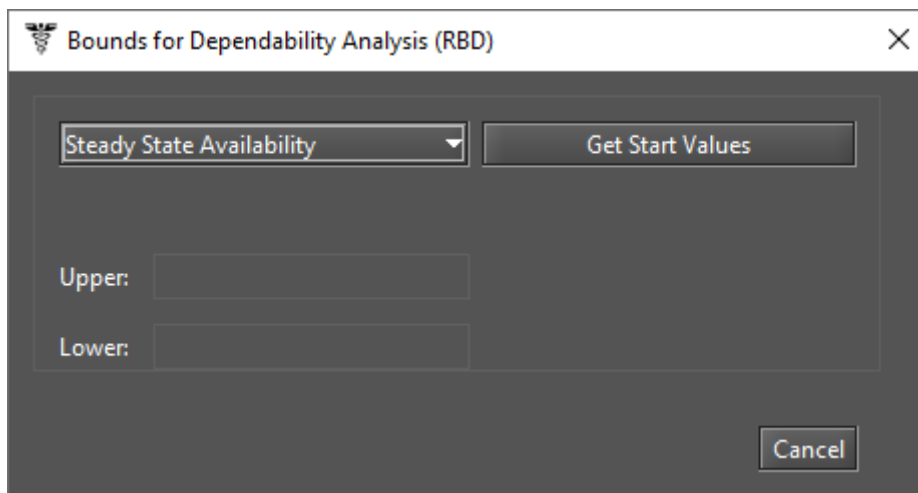 Bounds for Dependability Analysis (RBD)
Steady State Availability
Get Start Values
Upper:
Lower:
Cancel